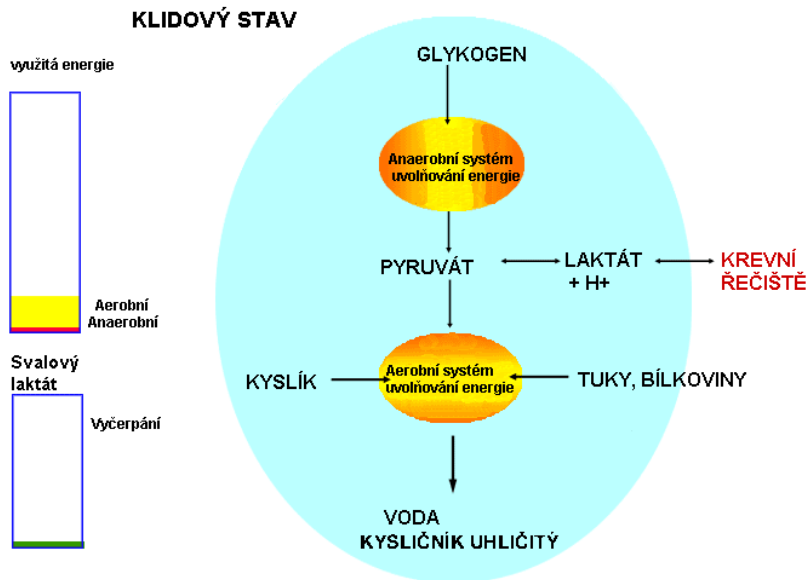 KLIDOVÝ STAV
využitá energie
Aerobní
Anaerobní
Svalový
laktát
Vyčerpání
GLYKOGEN
Anaerobní systém
uvolňování energie
PYRUVÁT
LAKTÁT
+ H+
KREVNÍ
ŘEČIŠTĚ
KYSLÍK
Aerobní systém
uvolňování energie
TUKY, BÍLKOVINY
VODA
KYSLIČNÍK UHLIČITÝ